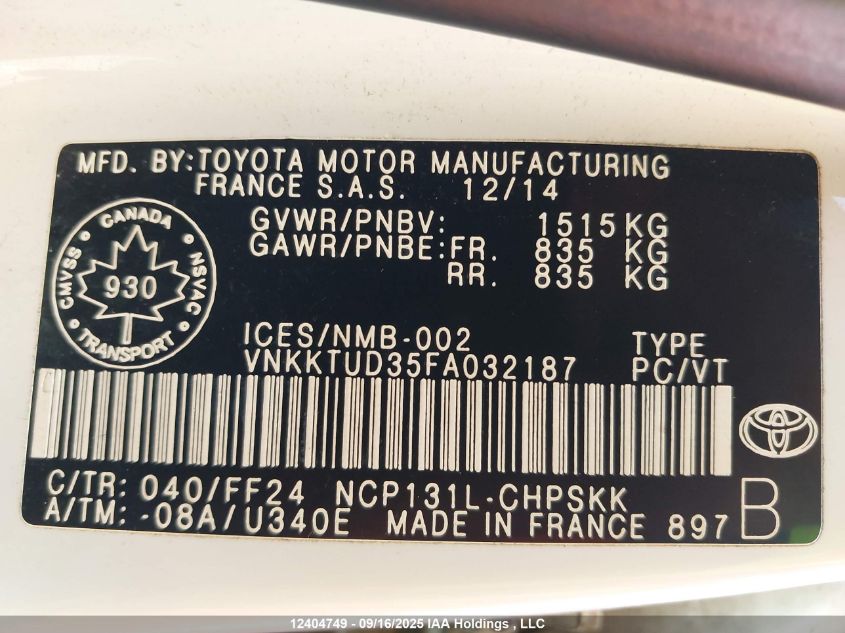 MFD. BY:TOYOTA MOTOR MANUFACTURING
FRANCE S.A.S. 12/14
GVWR/PNBV: 1515KG
GAWR/PNBE:FR. 835 KG
RR. 835 KG
CANADA
CMVSS 930 NSVAC
TRANSPORT
ICES/NMB-002 TYPE
VNKKTUD35FA032187 PC/VT
C/TR: 040/FF24 NCP131L-CHPSKK
A/TM: -08A/U340E MADE IN FRANCE 897 B
12404749 - 09/16/2025 IAA Holdings , LLC